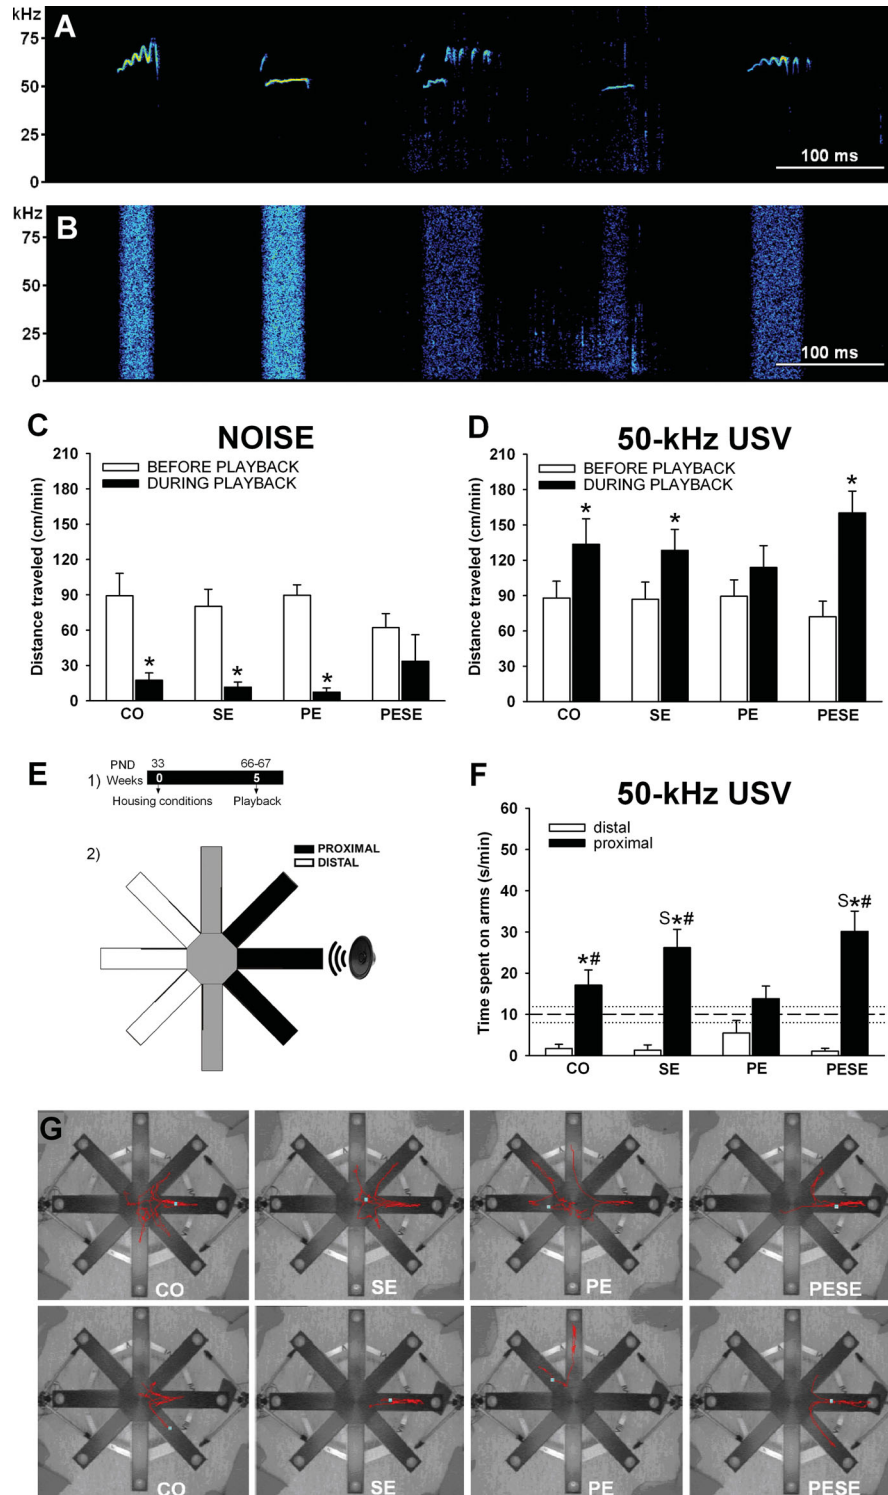 kHz
A
75
50
25
0
100 ms
kHz
B
75
50
25
0
100 ms
C
NOISE
BEFORE PLAYBACK
DURING PLAYBACK
Distance traveled (cm/min)
210
180
150
120
90
60
30
0
*
*
*
CO SE PE PESE
D
50-kHz USV
BEFORE PLAYBACK
DURING PLAYBACK
Distance traveled (cm/min)
210
180
150
120
90
60
30
0
*
*
*
CO SE PE PESE
E
PND 33 66-67
1) Weeks 0 5
Housing conditions Playback
2)
PROXIMAL
DISTAL
F
50-kHz USV
distal
proximal
Time spent on arms (s/min)
60
50
40
30
20
10
0
*#
S*#
S*#
CO SE PE PESE
G
CO SE PE PESE
CO SE PE PESE